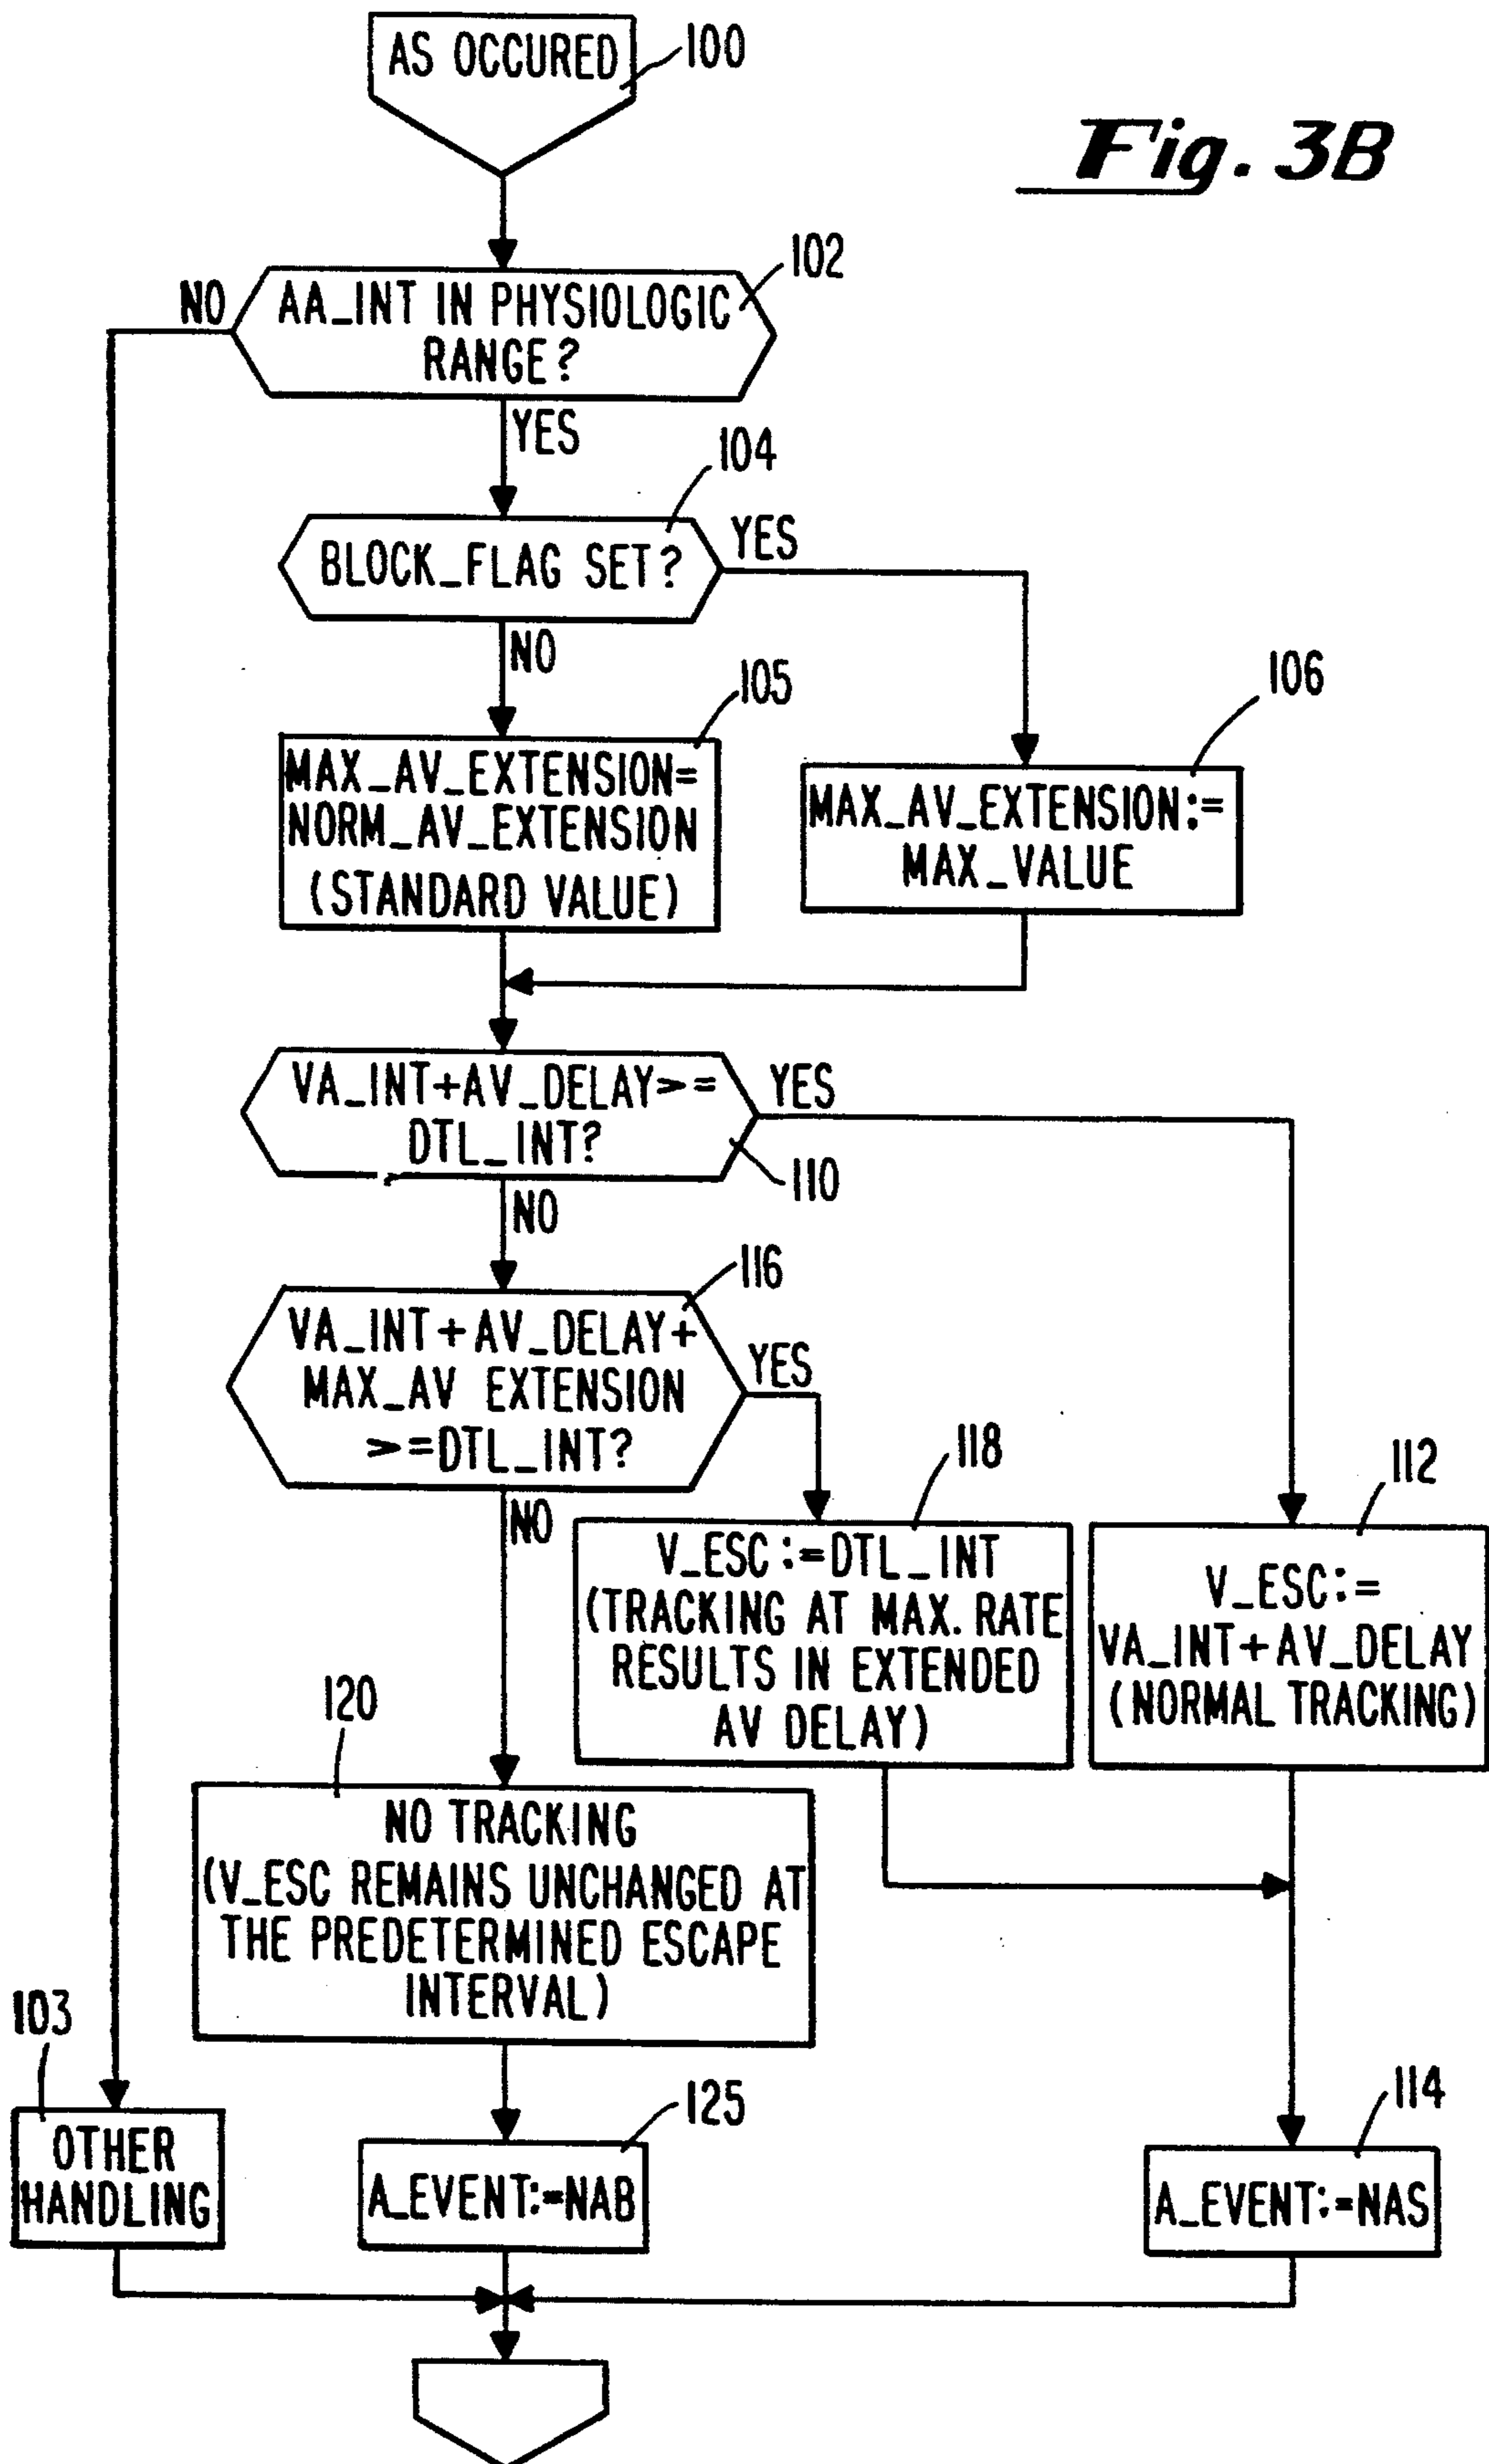 AS OCCURED
100
Fig. 3B
102
NO
AA_INT IN PHYSIOLOGIC
RANGE?
YES
104
BLOCK_FLAG SET?
YES
NO
105
106
MAX_AV_EXTENSION=
NORM_AV_EXTENSION
(STANDARD VALUE)
MAX_AV_EXTENSION:=
MAX_VALUE
VA_INT+AV_DELAY>=
DTL_INT?
YES
110
NO
116
VA_INT+AV_DELAY+
MAX_AV EXTENSION
>=DTL_INT?
YES
NO
118
112
V_ESC:=DTL_INT
(TRACKING AT MAX. RATE
RESULTS IN EXTENDED
AV DELAY)
V_ESC:=
VA_INT+AV_DELAY
(NORMAL TRACKING)
120
NO TRACKING
(V_ESC REMAINS UNCHANGED AT
THE PREDETERMINED ESCAPE
INTERVAL)
103
OTHER
HANDLING
125
A_EVENT:=NAB
114
A_EVENT:=NAS